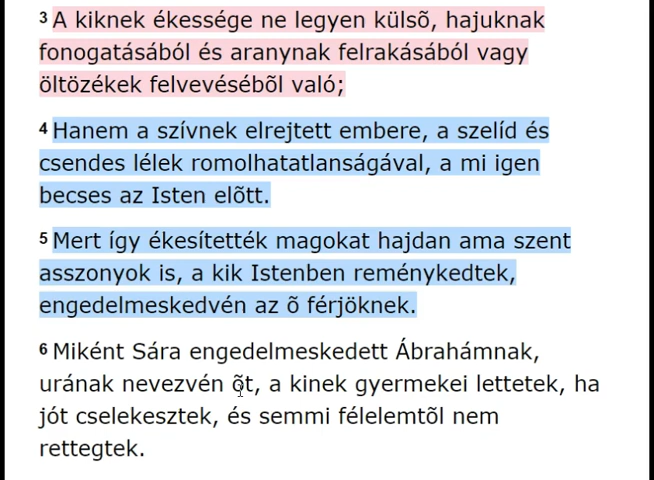 3 A kiknek ékessége ne legyen külsõ, hajuknak
fonogatásából és aranynak felrakásából vagy
öltözékek felvevésébõl való;
4 Hanem a szívnek elrejtett embere, a szelíd és
csendes lélek romolhatatlanságával, a mi igen
becses az Isten elõtt.
5 Mert így ékesítették magokat hajdan ama szent
asszonyok is, a kik Istenben reménykedtek,
engedelmeskedvén az õ férjöknek.
6 Miként Sára engedelmeskedett Ábrahámnak,
urának nevezvén õt, a kinek gyermekei lettetek, ha
jót cselekesztek, és semmi félelemtõl nem
rettegtek.